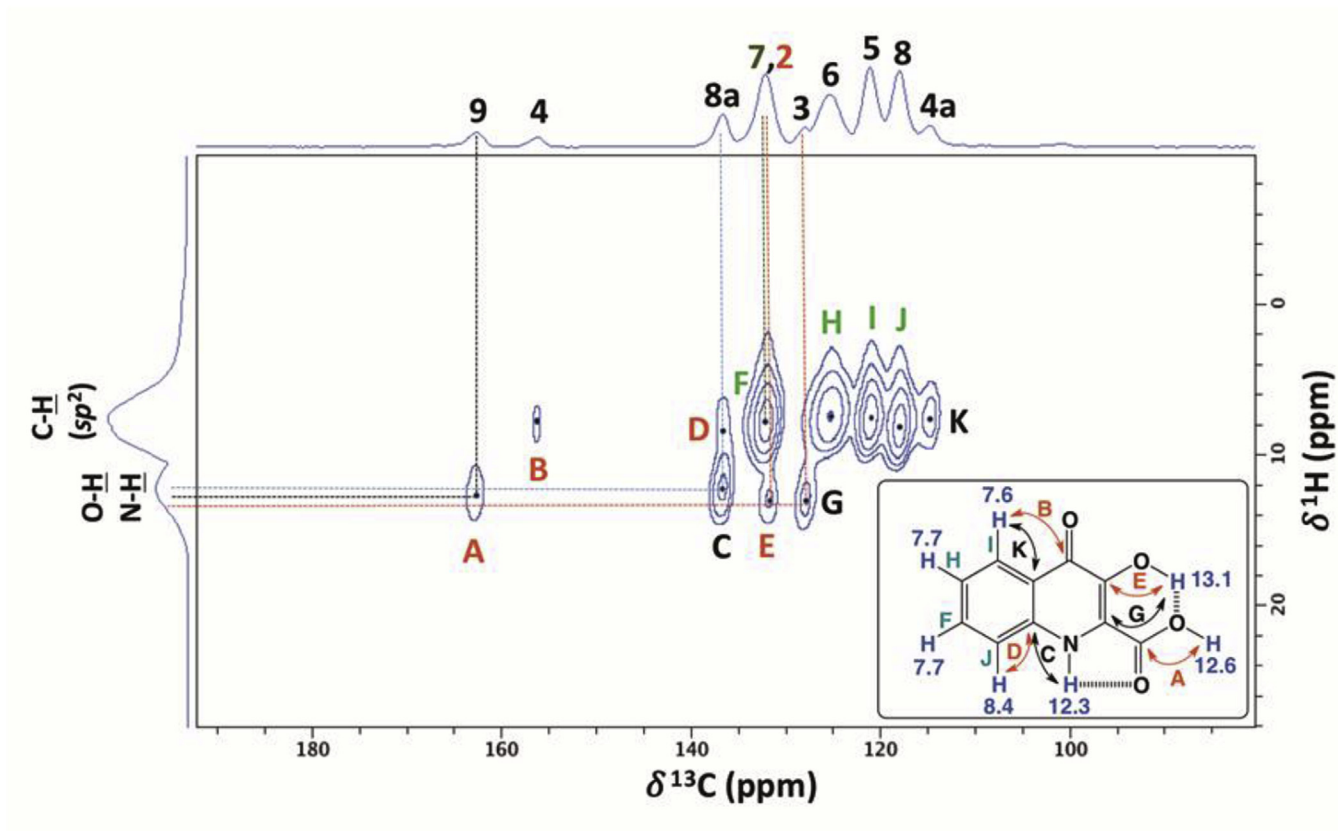 7,2
5
8
6
8a
9
4
3
4a
H
I
J
F
D
K
B
G
A
C
E
C-H
(sp²)
O-H
N-H
0
10
20
δ ¹H (ppm)
180
160
140
120
100
δ ¹³C (ppm)
7.6
B
O
7.7
H
H
I
K
O
E
H
13.1
G
F
N
O
H
12.6
H
7.7
J
D
C
A
H
8.4
H
12.3
O